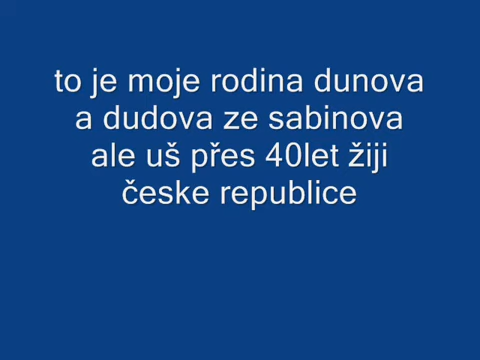 to je moje rodina dunova
a dudova ze sabinova
ale uš přes 40let žiji
česke republice